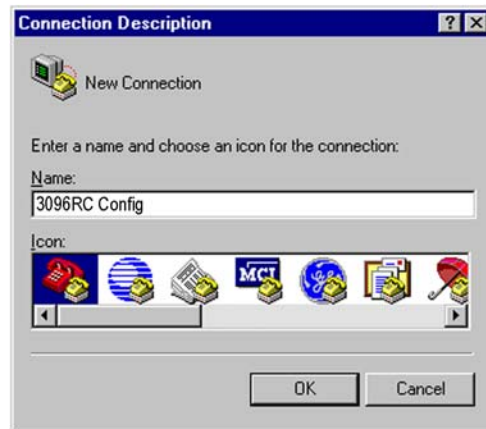 Connection Description
New Connection
Enter a name and choose an icon for the connection:
Name:
3096RC Config
Icon:
MCI
OK
Cancel